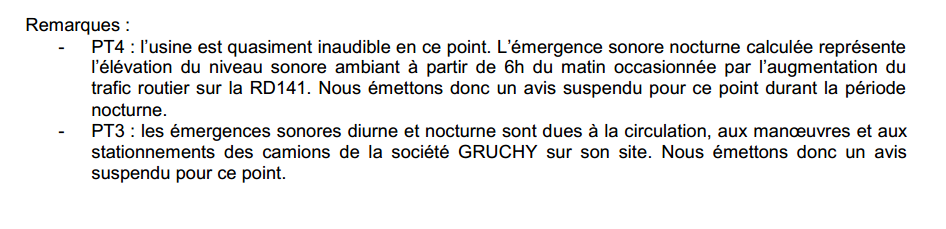 Remarques :
- PT4 : l’usine est quasiment inaudible en ce point. L’émergence sonore nocturne calculée représente
l’élévation du niveau sonore ambiant à partir de 6h du matin occasionnée par l’augmentation du
trafic routier sur la RD141. Nous émettons donc un avis suspendu pour ce point durant la période
nocturne.
- PT3 : les émergences sonores diurne et nocturne sont dues à la circulation, aux manœuvres et aux
stationnements des camions de la société GRUCHY sur son site. Nous émettons donc un avis
suspendu pour ce point.